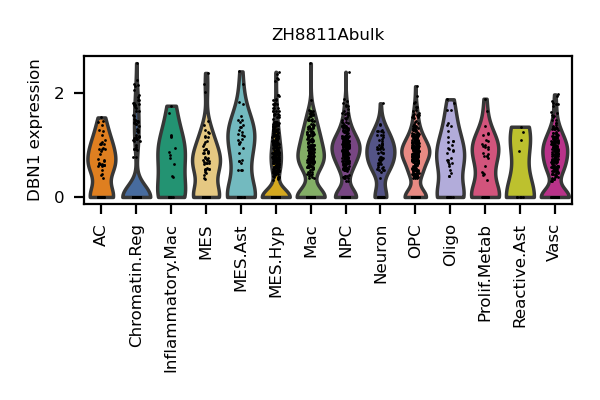 ZH8811Abulk
DBN1 expression
2
0
AC
Chromatin.Reg
Inflammatory.Mac
MES
MES.Ast
MES.Hyp
Mac
NPC
Neuron
OPC
Oligo
Prolif.Metab
Reactive.Ast
Vasc